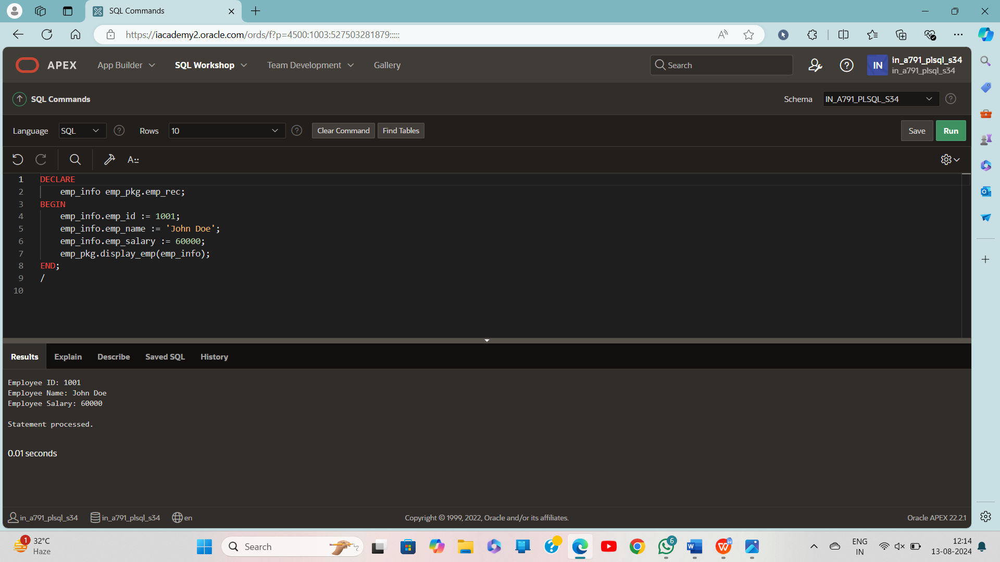 SQL Commands
https://iacademy2.oracle.com/ords/f?p=4500:1003:527503281879:::::
APEX App Builder SQL Workshop Team Development Gallery Search IN in_a791_plsql_s34
in_a791_plsql_s34
SQL Commands Schema IN_A791_PLSQL_S34
Language SQL Rows 10 Clear Command Find Tables Save Run
A::
1 DECLARE
2 emp_info emp_pkg.emp_rec;
3 BEGIN
4 emp_info.emp_id := 1001;
5 emp_info.emp_name := 'John Doe';
6 emp_info.emp_salary := 60000;
7 emp_pkg.display_emp(emp_info);
8 END;
9 /
10
Results Explain Describe Saved SQL History
Employee ID: 1001
Employee Name: John Doe
Employee Salary: 60000
Statement processed.
0.01 seconds
in_a791_plsql_s34 in_a791_plsql_s34 en Copyright © 1999, 2022, Oracle and/or its affiliates. Oracle APEX 22.2.1
1 32°C
Haze
Search
6
ENG
IN
12:14
13-08-2024